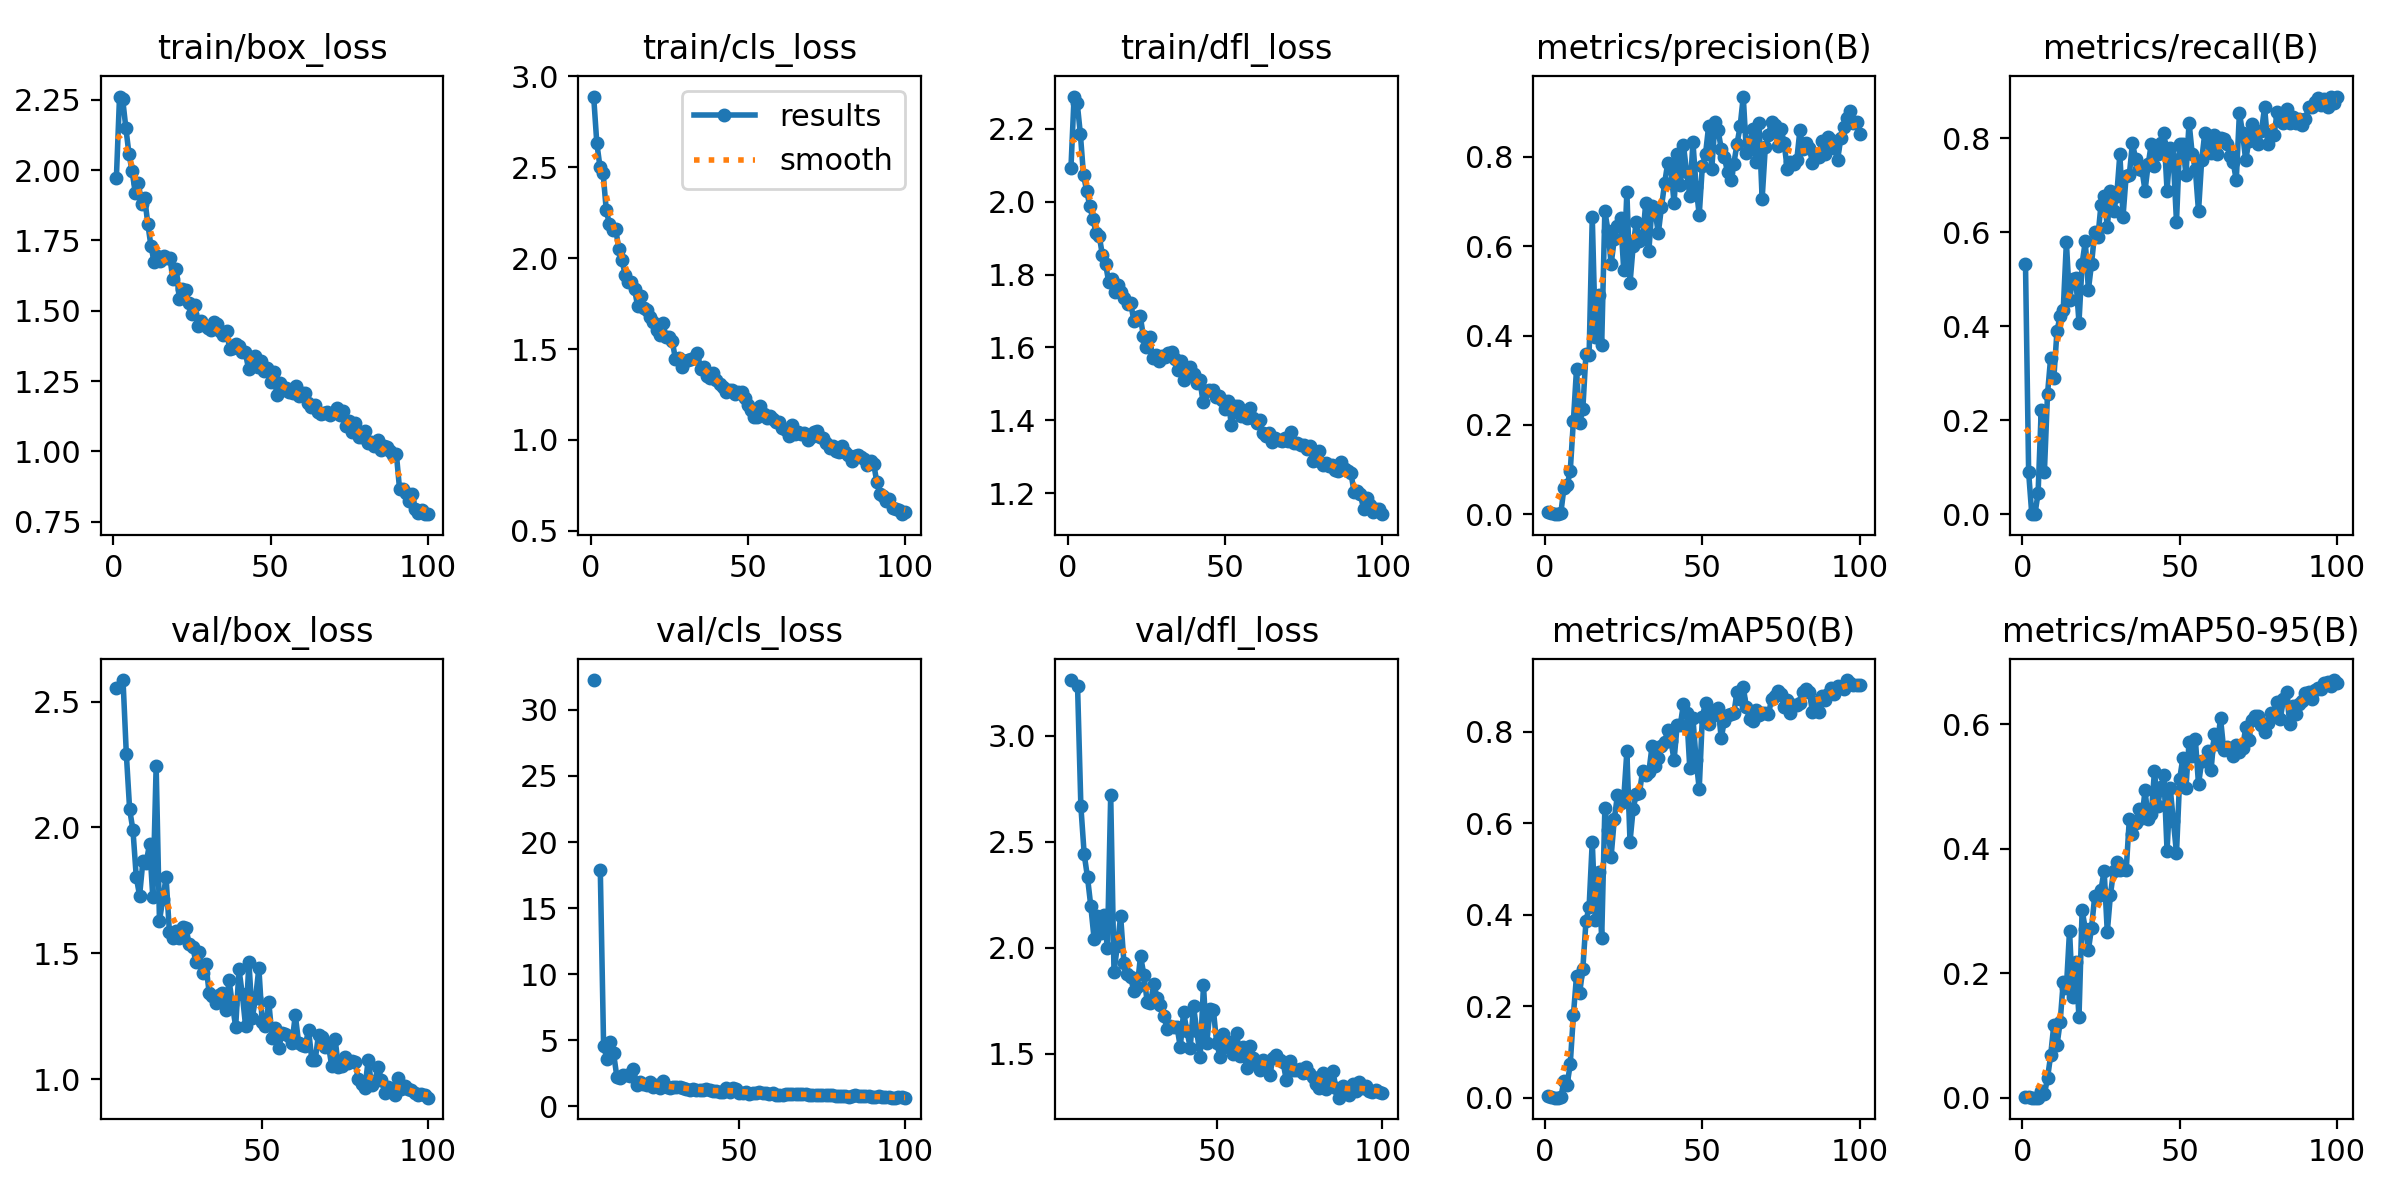 train/box_loss
2.25
2.00
1.75
1.50
1.25
1.00
0.75
0 50 100
train/cls_loss
3.0
2.5
2.0
1.5
1.0
0.5
results
smooth
0 50 100
train/dfl_loss
2.2
2.0
1.8
1.6
1.4
1.2
0 50 100
metrics/precision(B)
0.8
0.6
0.4
0.2
0.0
0 50 100
metrics/recall(B)
0.8
0.6
0.4
0.2
0.0
0 50 100
val/box_loss
2.5
2.0
1.5
1.0
50 100
val/cls_loss
30
25
20
15
10
5
0
50 100
val/dfl_loss
3.0
2.5
2.0
1.5
50 100
metrics/mAP50(B)
0.8
0.6
0.4
0.2
0.0
0 50 100
metrics/mAP50-95(B)
0.6
0.4
0.2
0.0
0 50 100